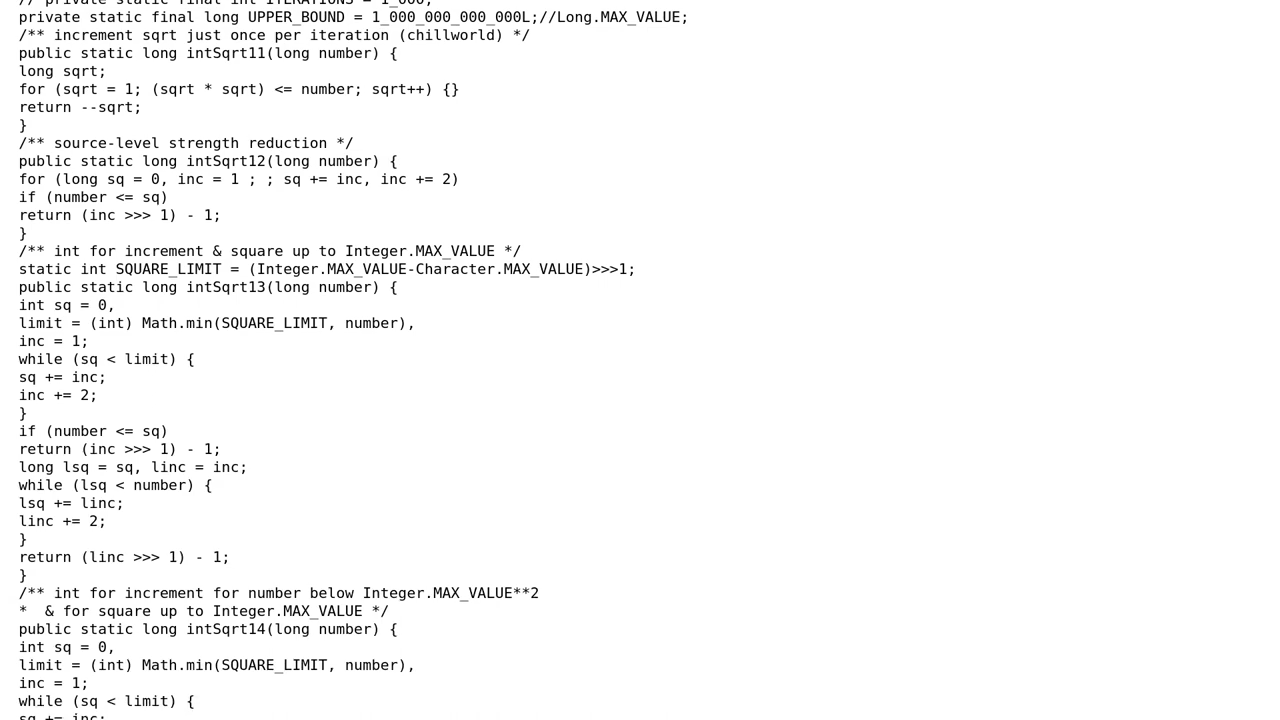 // private static final int ITERATIONS = 1_000;
private static final long UPPER_BOUND = 1_000_000_000_000L;//Long.MAX_VALUE;
/** increment sqrt just once per iteration (chillworld) */
public static long intSqrt11(long number) {
long sqrt;
for (sqrt = 1; (sqrt * sqrt) <= number; sqrt++) {}
return --sqrt;
}
/** source-level strength reduction */
public static long intSqrt12(long number) {
for (long sq = 0, inc = 1 ; ; sq += inc, inc += 2)
if (number <= sq)
return (inc >>> 1) - 1;
}
/** int for increment & square up to Integer.MAX_VALUE */
static int SQUARE_LIMIT = (Integer.MAX_VALUE-Character.MAX_VALUE)>>>1;
public static long intSqrt13(long number) {
int sq = 0,
limit = (int) Math.min(SQUARE_LIMIT, number),
inc = 1;
while (sq < limit) {
sq += inc;
inc += 2;
}
if (number <= sq)
return (inc >>> 1) - 1;
long lsq = sq, linc = inc;
while (lsq < number) {
lsq += linc;
linc += 2;
}
return (linc >>> 1) - 1;
}
/** int for increment for number below Integer.MAX_VALUE**2
*  & for square up to Integer.MAX_VALUE */
public static long intSqrt14(long number) {
int sq = 0,
limit = (int) Math.min(SQUARE_LIMIT, number),
inc = 1;
while (sq < limit) {
sq += inc;